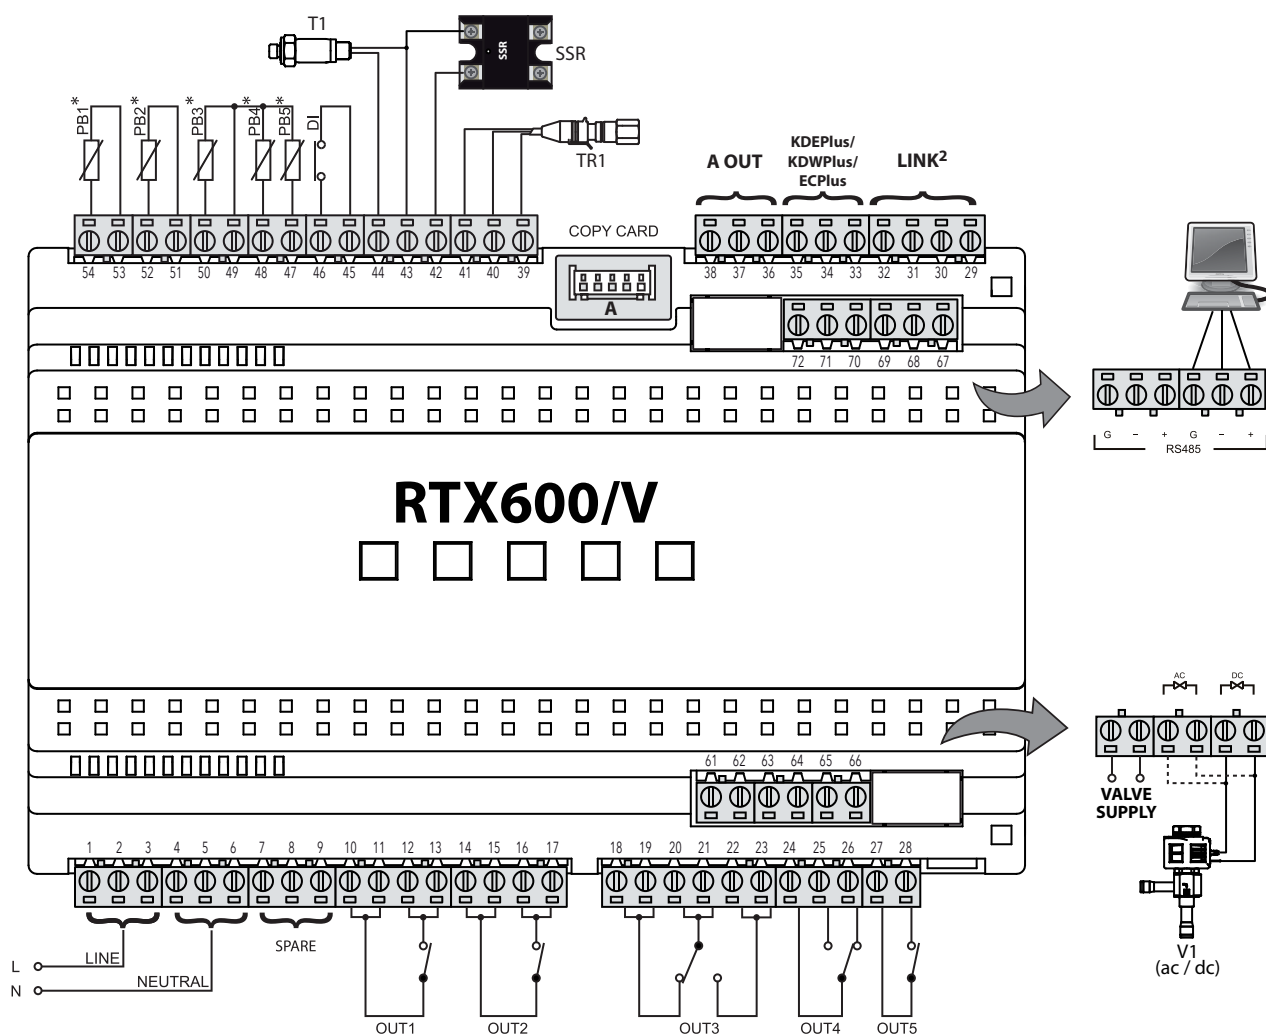 T1
SSR
SSR
PB1*
PB2*
PB3*
PB4*
PB5*
DI
TR1
A OUT
KDEPlus/
KDWPlus/
ECPlus
LINK²
54 53 52 51 50 49 48 47 46 45 44 43 42 41 40 39
COPY CARD
A
38 37 36 35 34 33 32 31 30 29
72 71 70 69 68 67
G – + G – +
RS485
RTX600/V
AC
DC
61 62 63 64 65 66
VALVE
SUPPLY
1 2 3 4 5 6 7 8 9 10 11 12 13 14 15 16 17
18 19 20 21 22 23 24 25 26 27 28
SPARE
L
LINE
N
NEUTRAL
V1
(ac / dc)
OUT1
OUT2
OUT3
OUT4
OUT5